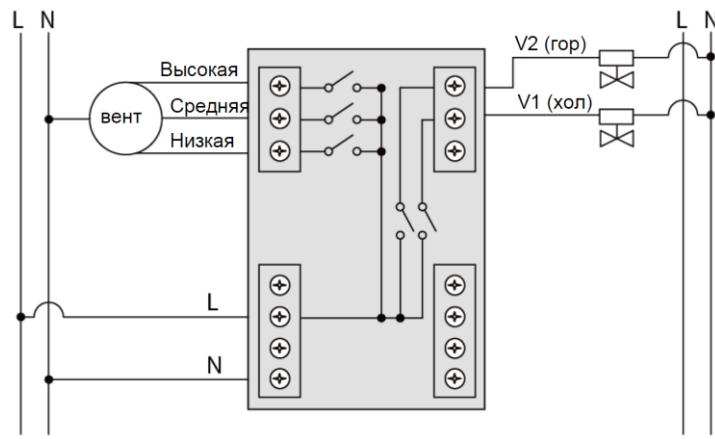 L N
L N
V2 (гор)
Высокая
V1 (хол)
Средняя
вент
Низкая
L
N